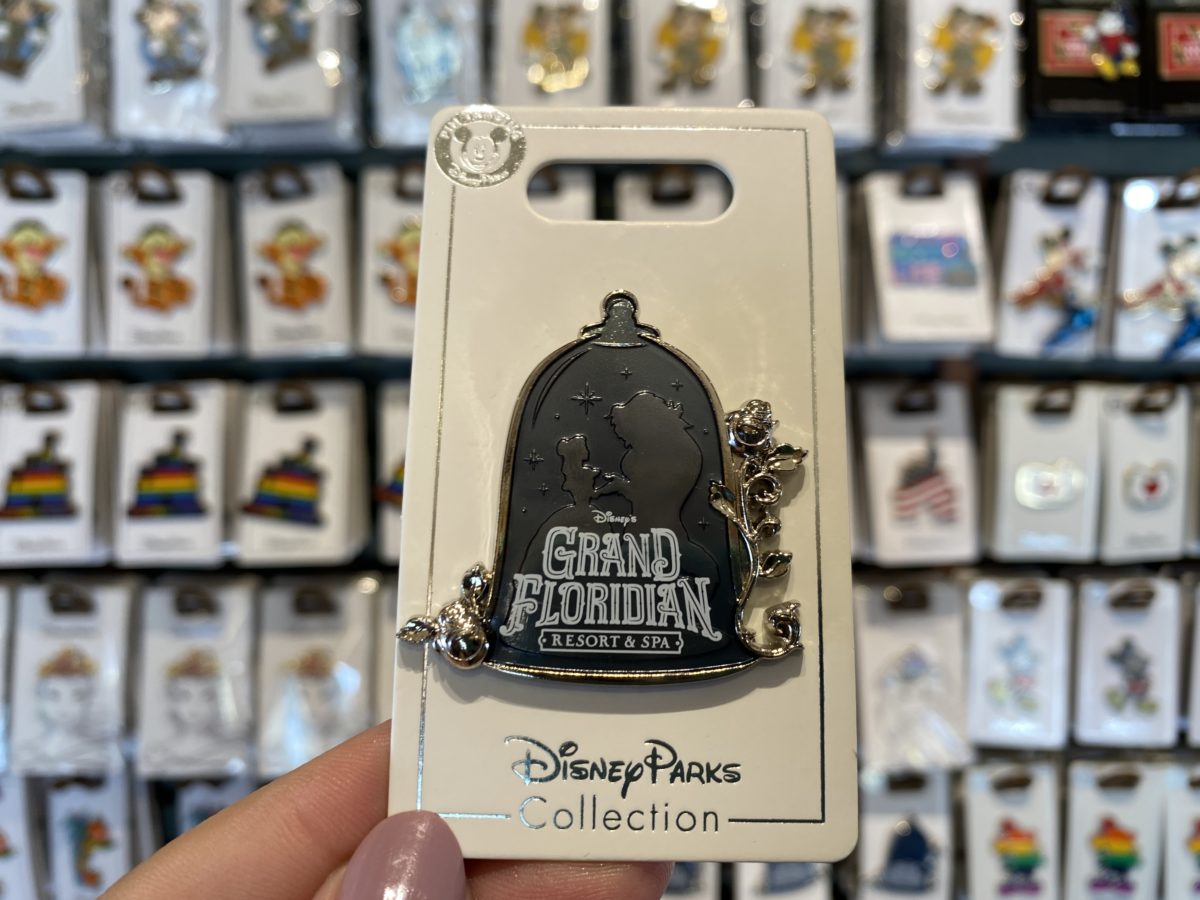 Disney's
GRAND
FLORIDIAN
· RESORT & SPA ·
Disney Parks
Collection